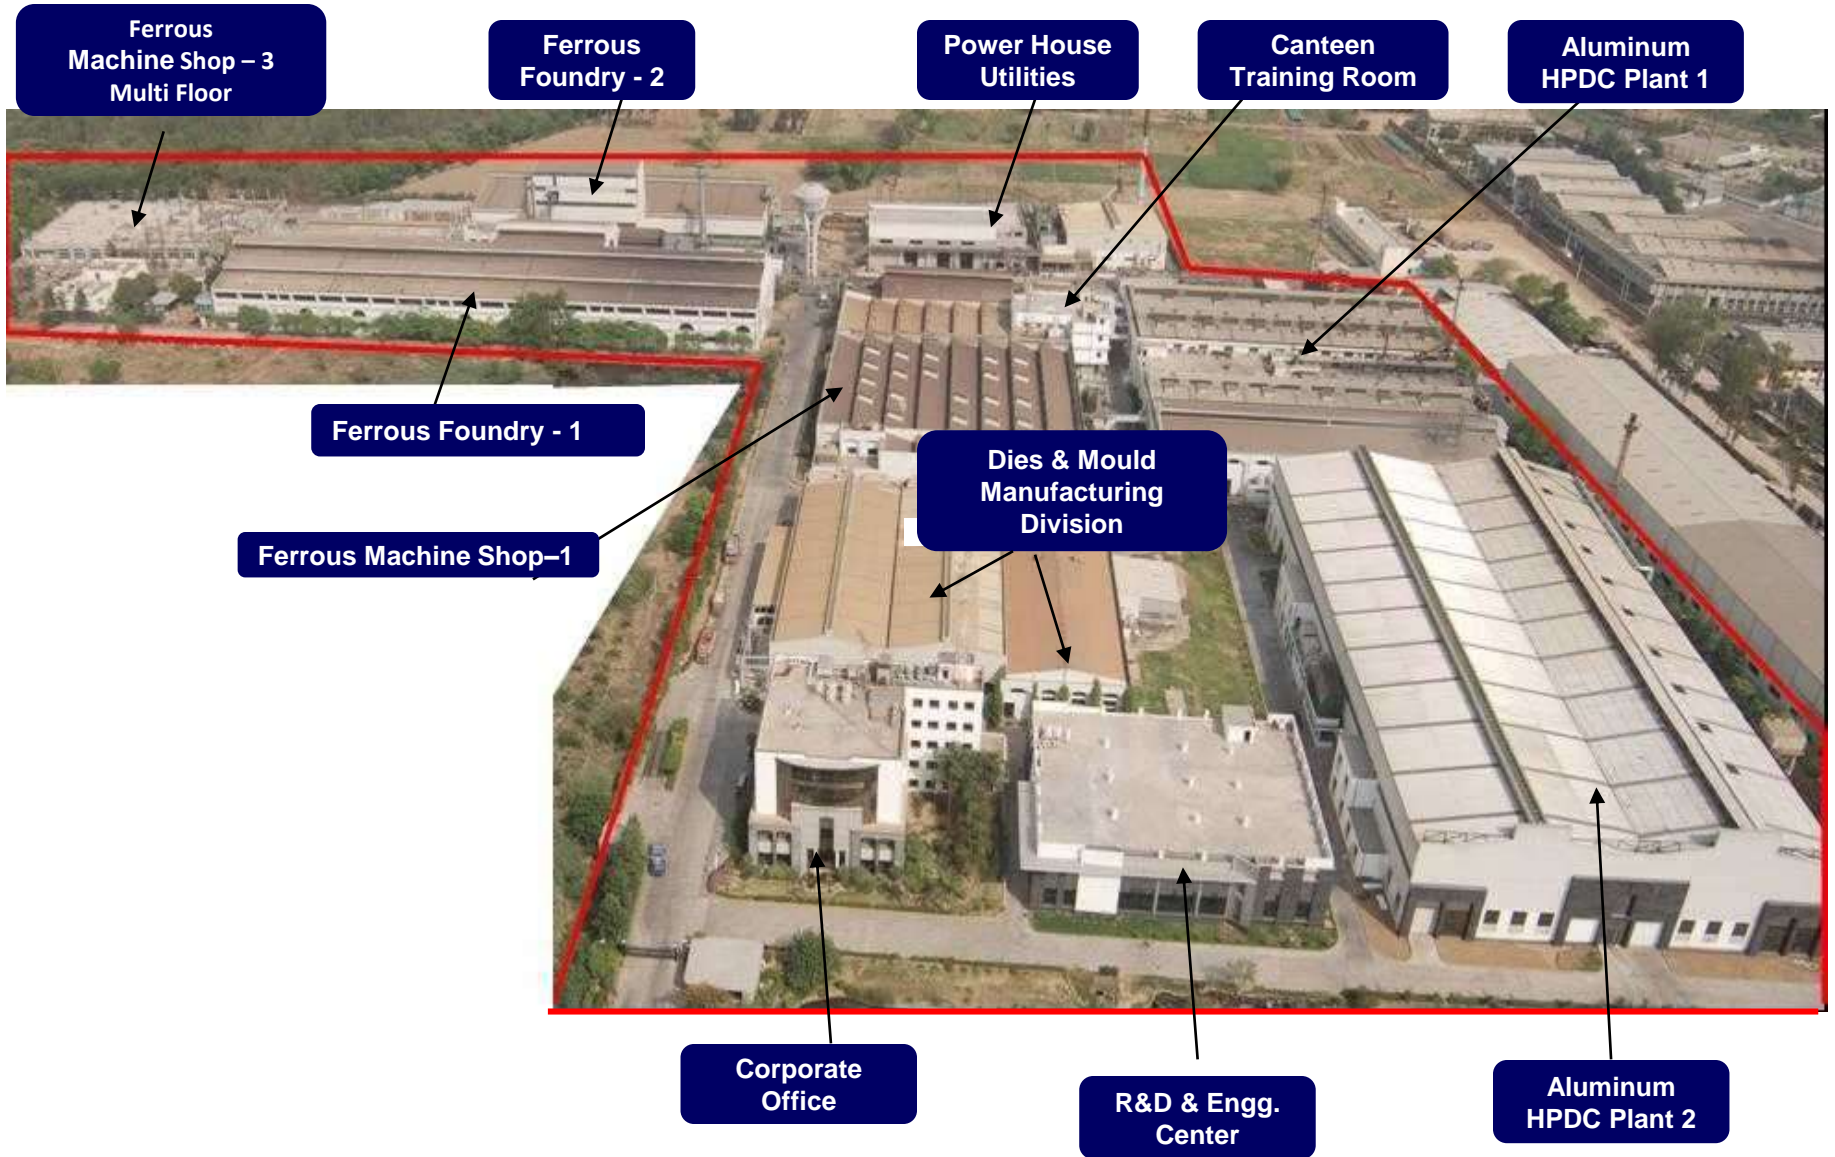 Ferrous
Machine Shop – 3
Multi Floor
Ferrous
Foundry - 2
Power House
Utilities
Canteen
Training Room
Aluminum
HPDC Plant 1
Ferrous Foundry - 1
Dies & Mould
Manufacturing
Division
Ferrous Machine Shop–1
Corporate
Office
R&D & Engg.
Center
Aluminum
HPDC Plant 2